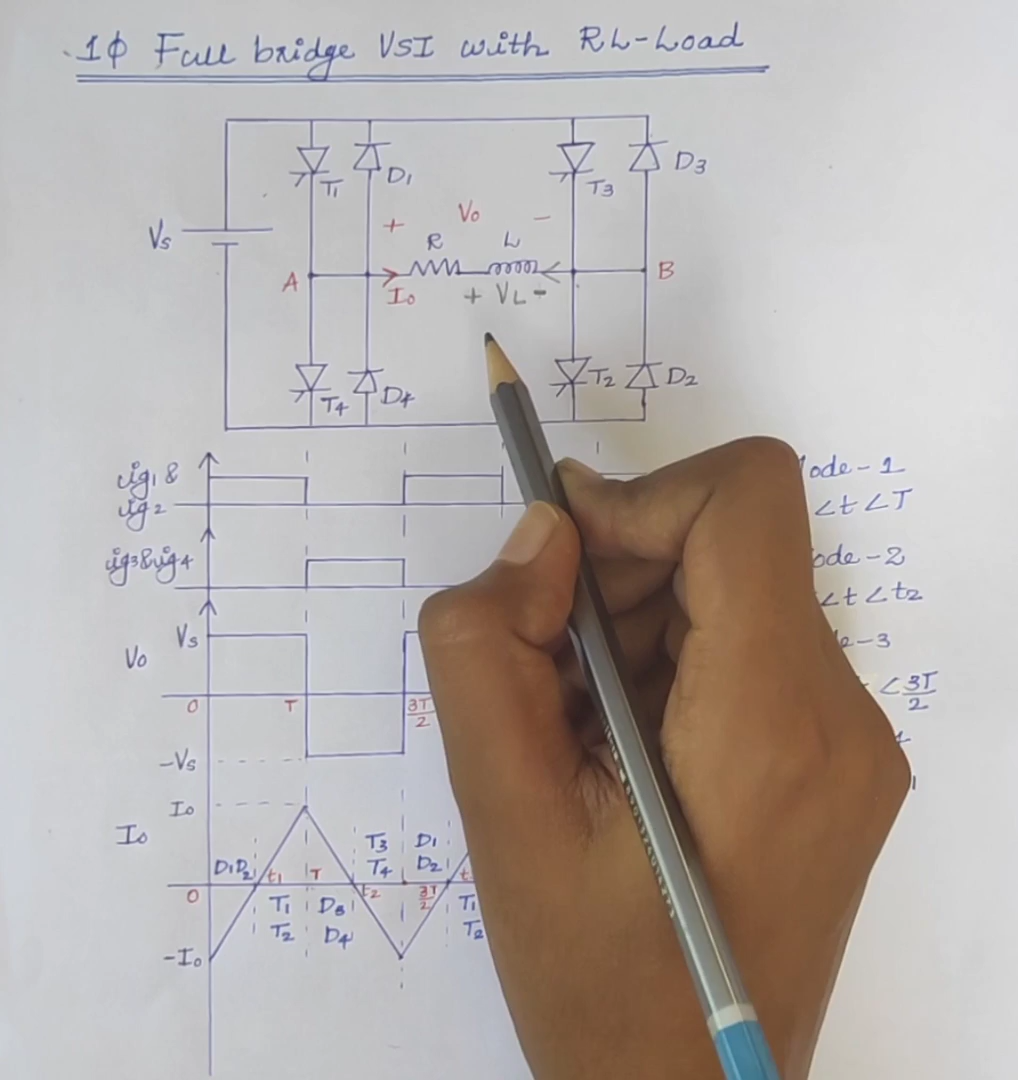 1φ Full bridge VSI with RL-Load
T1 D1 T3 D3
Vs + Vo -
R L
A Io B
+ VL -
T4 D4 T2 D2
ig1 &
ig2
ig3&ig4
Vs
Vo
0 T 3T/2
-Vs
Io
Io
D1D2 T3 D1
t1 T T4 D2
0 t2 3T/2 t
T1 D3 T1
T2 D4 T2
-Io
ode-1
<t<T
ode-2
<t<t2
e-3
<3T/2